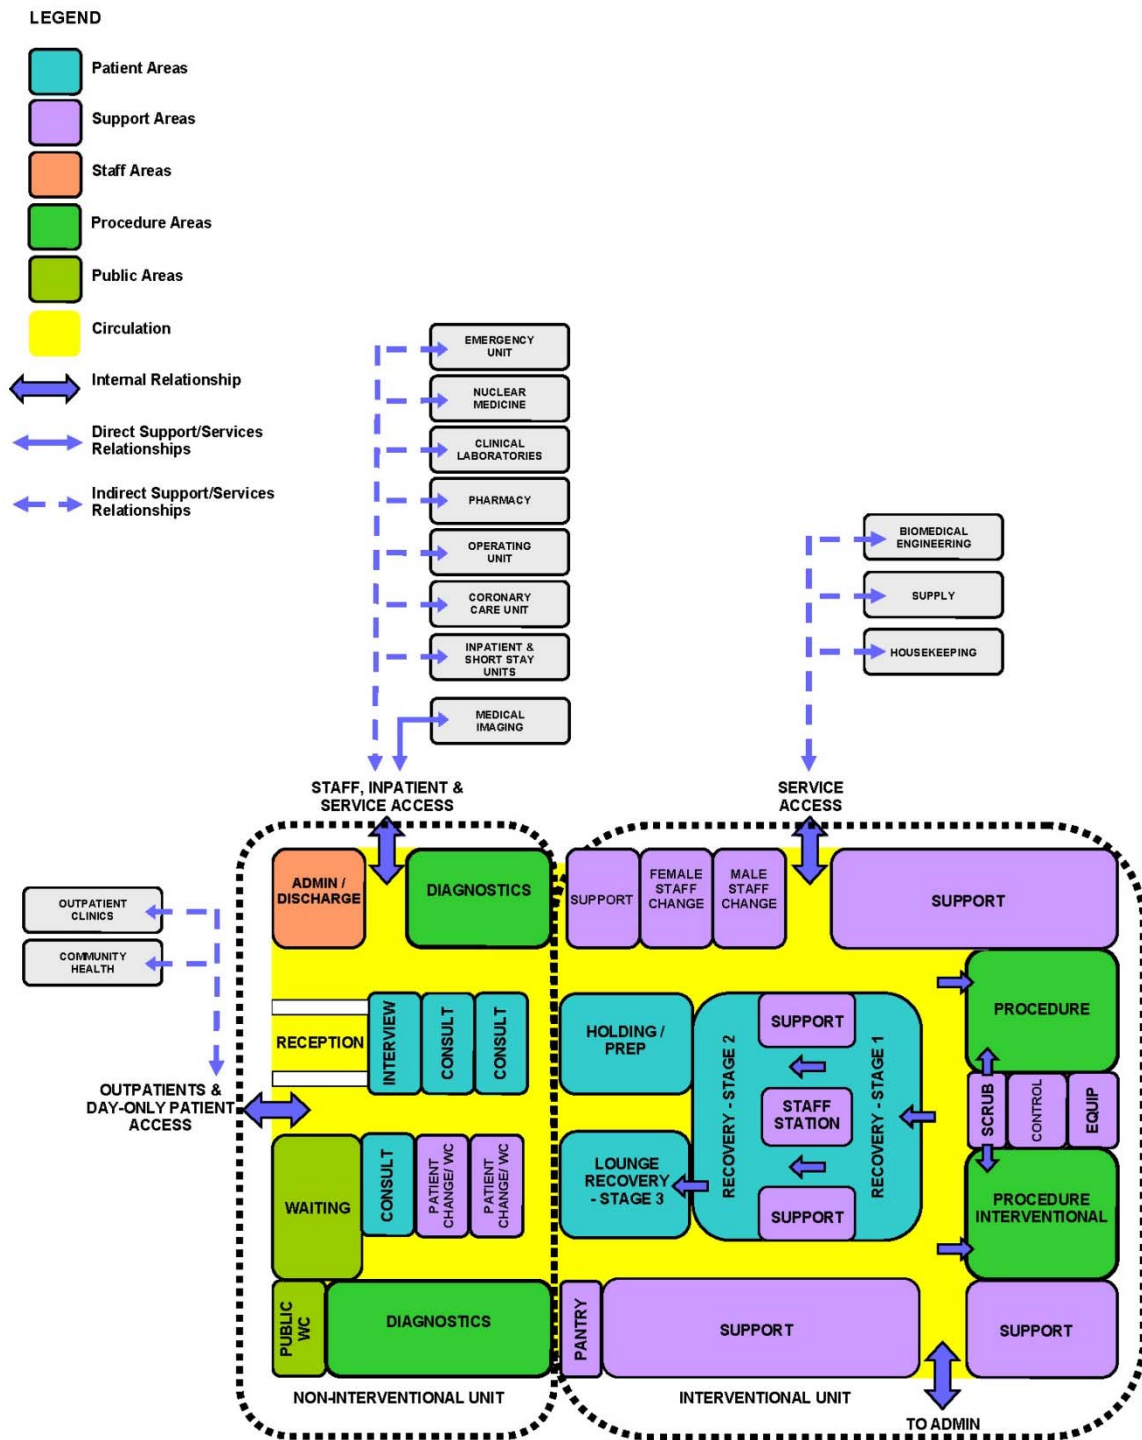 LEGEND
Patient Areas
Support Areas
Staff Areas
Procedure Areas
Public Areas
Circulation
Internal Relationship
Direct Support/Services
Relationships
Indirect Support/Services
Relationships
EMERGENCY
UNIT
NUCLEAR
MEDICINE
CLINICAL
LABORATORIES
PHARMACY
OPERATING
UNIT
CORONARY
CARE UNIT
INPATIENT &
SHORT STAY
UNITS
MEDICAL
IMAGING
BIOMEDICAL
ENGINEERING
SUPPLY
HOUSEKEEPING
STAFF, INPATIENT &
SERVICE ACCESS
SERVICE
ACCESS
OUTPATIENT
CLINICS
COMMUNITY
HEALTH
OUTPATIENTS &
DAY-ONLY PATIENT
ACCESS
ADMIN /
DISCHARGE
DIAGNOSTICS
RECEPTION
INTERVIEW
CONSULT
CONSULT
WAITING
CONSULT
PATIENT
CHANGE/ WC
PATIENT
CHANGE/ WC
PUBLIC
WC
DIAGNOSTICS
NON-INTERVENTIONAL UNIT
SUPPORT
FEMALE
STAFF
CHANGE
MALE
STAFF
CHANGE
SUPPORT
HOLDING /
PREP
RECOVERY - STAGE 2
SUPPORT
STAFF
STATION
SUPPORT
RECOVERY - STAGE 1
LOUNGE
RECOVERY
- STAGE 3
PROCEDURE
SCRUB
CONTROL
EQUIP
PROCEDURE
INTERVENTIONAL
PANTRY
SUPPORT
SUPPORT
INTERVENTIONAL UNIT
TO ADMIN